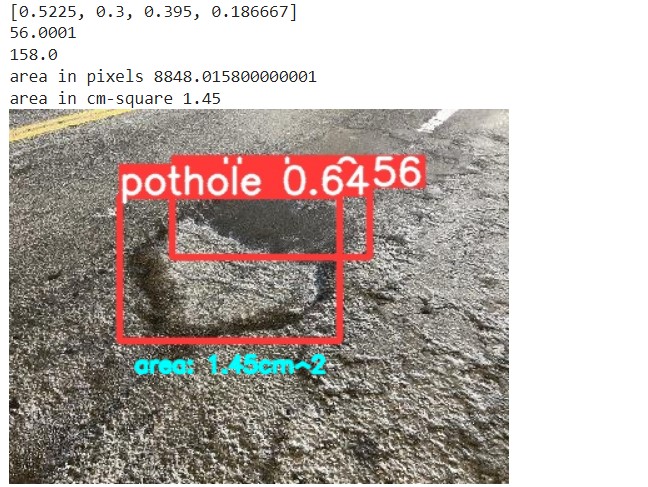 [0.5225, 0.3, 0.395, 0.186667]
56.0001
158.0
area in pixels 8848.015800000001
area in cm-square 1.45
56
pothole 0.64
area: 1.45cm^2